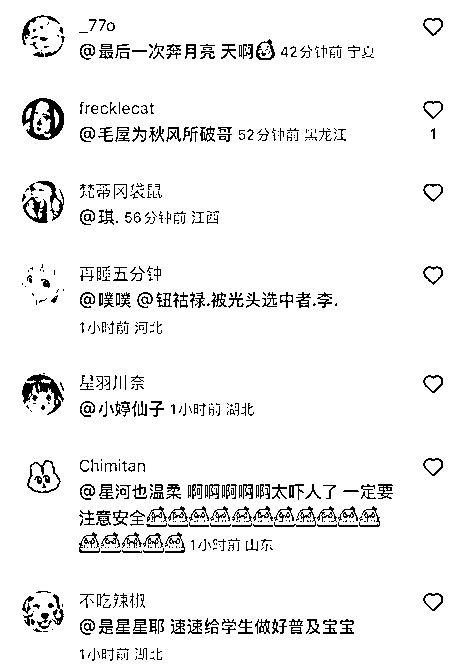 _77o
@最后一次奔月亮 天啊 42分钟前 宁夏
frecklecat
@毛屋为秋风所破哥 52分钟前 黑龙江
1
梵蒂冈袋鼠
@琪. 56分钟前 江西
再睡五分钟
@噗噗 @钮祜禄.被光头选中者.李.
1小时前 河北
星羽川奈
@小婷仙子 1小时前 湖北
Chimitan
@星河也温柔 啊啊啊啊啊太吓人了 一定要
注意安全
1小时前 山东
不吃辣椒
@是星星耶 速速给学生做好普及宝宝
1小时前 湖北